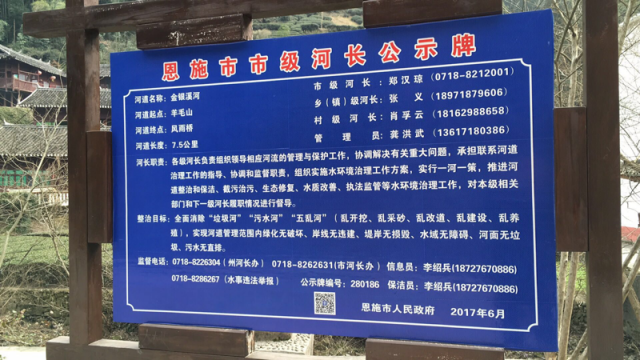 恩施市市级河长公示牌
河道名称：金银溪河
市级河长：郑汉琼（0718-8212001）
河道起点：羊毛山
乡（镇）级河长：张 义（18971879606）
河道终点：风雨桥
村级河长：肖孚云（18162988658）
河道长度：7.5公里
管理员：龚洪武（13617180386）
河长职责：各级河长负责组织领导相应河流的管理与保护工作，协调解决有关重大问题，承担联系河道
治理工作的指导、协调和监督职责，组织实施水环境治理工作方案，实行一河一策，推进河
道整治和保洁、截污治污、生态修复、水质改善、执法监管等水环境治理工作，对本级相关
部门和下一级河长履职情况进行督导。
整治目标：全面消除“垃圾河”“污水河”“五乱河”（乱开挖、乱采砂、乱改道、乱建设、乱养
殖），实现河道管理范围内绿化无破坏、岸线无违建、堤岸无损毁、水域无障碍、河面无垃
圾、污水无直排。
监督电话：0718-8226304（州河长办） 0718-8262631（市河长办） 信息员：李绍兵（18727670886）
0718-8286267（水事违法举报） 公示牌编号：280186 保洁员：李绍兵（18727670886）
恩施市人民政府 2017年6月